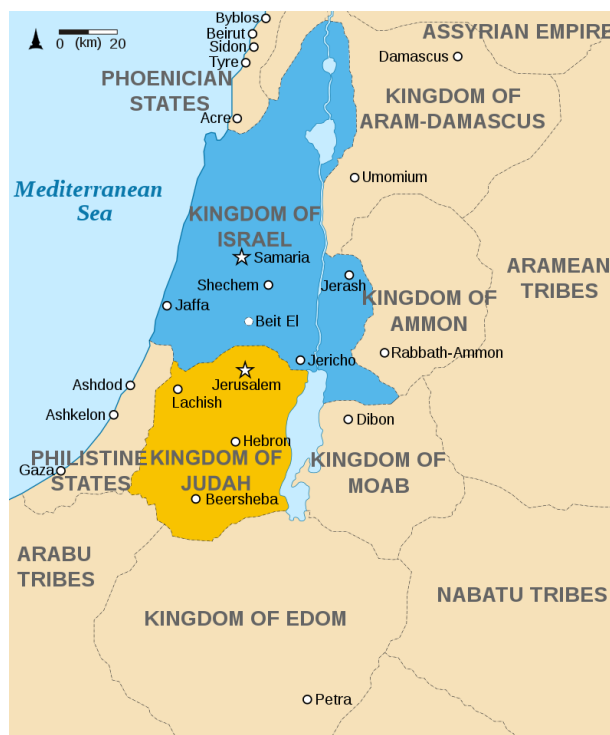 Byblos
Beirut
Sidon
Tyre
0 (km) 20
ASSYRIAN EMPIRE
Damascus
PHOENICIAN
STATES
KINGDOM OF
ARAM-DAMASCUS
Acre
Umomium
Mediterranean
Sea
KINGDOM OF
ISRAEL
Samaria
Shechem
Jerash
ARAMEAN
TRIBES
Jaffa
KINGDOM OF
AMMON
Beit El
Rabbath-Ammon
Jericho
Jerusalem
Ashdod
Lachish
Ashkelon
Dibon
Hebron
PHILISTINE
STATES
KINGDOM OF
JUDAH
KINGDOM OF
MOAB
Gaza
Beersheba
ARABU
TRIBES
NABATU TRIBES
KINGDOM OF EDOM
Petra